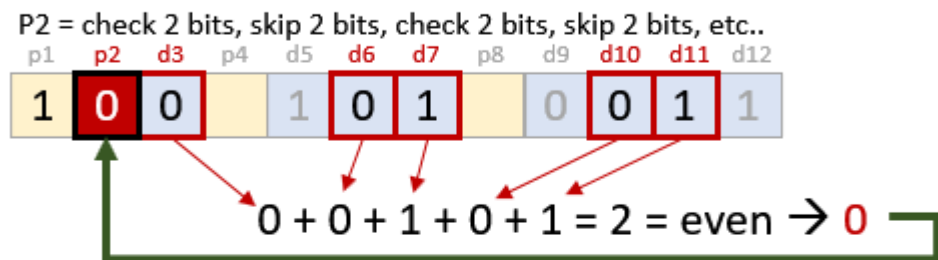 P2 = check 2 bits, skip 2 bits, check 2 bits, skip 2 bits, etc..
p1 p2 d3 p4 d5 d6 d7 p8 d9 d10 d11 d12
1 0 0 1 0 1 0 0 1 1
0 + 0 + 1 + 0 + 1 = 2 = even → 0